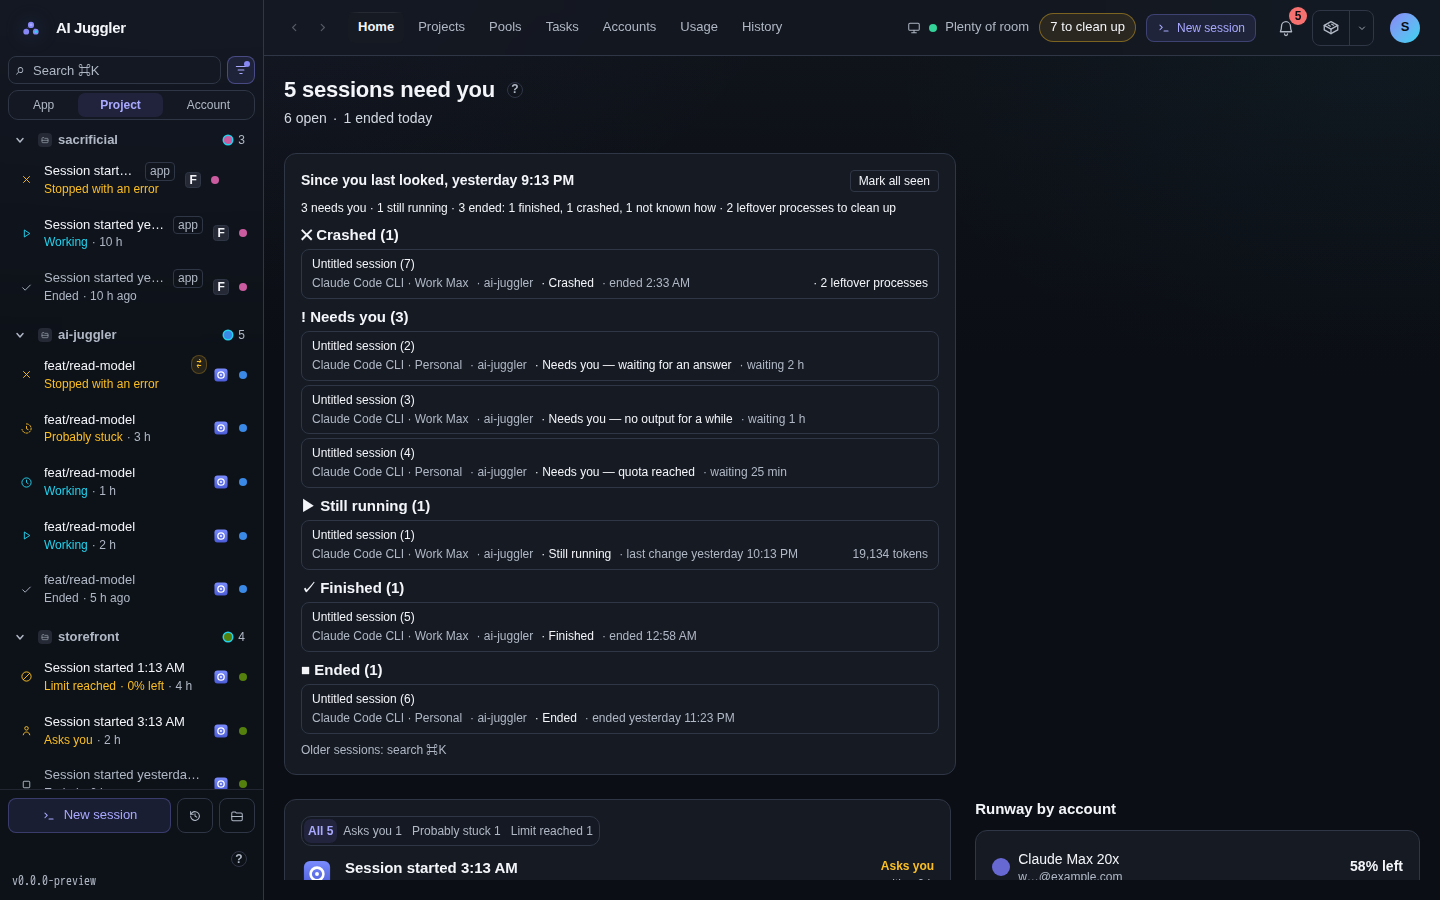 AI Juggler
Search ⌘K
App Project Account
sacrificial 3
Session start… app F
Stopped with an error
Session started ye… app F
Working · 10 h
Session started ye… app F
Ended · 10 h ago
ai-juggler 5
feat/read-model
Stopped with an error
feat/read-model
Probably stuck · 3 h
feat/read-model
Working · 1 h
feat/read-model
Working · 2 h
feat/read-model
Ended · 5 h ago
storefront 4
Session started 1:13 AM
Limit reached · 0% left · 4 h
Session started 3:13 AM
Asks you · 2 h
Session started yesterda…
New session
?
v0.0.0-preview
Home Projects Pools Tasks Accounts Usage History
Plenty of room 7 to clean up New session 5 S
5 sessions need you ?
6 open · 1 ended today
Since you last looked, yesterday 9:13 PM Mark all seen
3 needs you · 1 still running · 3 ended: 1 finished, 1 crashed, 1 not known how · 2 leftover processes to clean up
Crashed (1)
Untitled session (7)
Claude Code CLI · Work Max · ai-juggler · Crashed · ended 2:33 AM · 2 leftover processes
! Needs you (3)
Untitled session (2)
Claude Code CLI · Personal · ai-juggler · Needs you — waiting for an answer · waiting 2 h
Untitled session (3)
Claude Code CLI · Work Max · ai-juggler · Needs you — no output for a while · waiting 1 h
Untitled session (4)
Claude Code CLI · Personal · ai-juggler · Needs you — quota reached · waiting 25 min
Still running (1)
Untitled session (1)
Claude Code CLI · Work Max · ai-juggler · Still running · last change yesterday 10:13 PM 19,134 tokens
Finished (1)
Untitled session (5)
Claude Code CLI · Work Max · ai-juggler · Finished · ended 12:58 AM
Ended (1)
Untitled session (6)
Claude Code CLI · Personal · ai-juggler · Ended · ended yesterday 11:23 PM
Older sessions: search ⌘K
All 5 Asks you 1 Probably stuck 1 Limit reached 1
Session started 3:13 AM Asks you
Runway by account
Claude Max 20x 58% left
w…@example.com